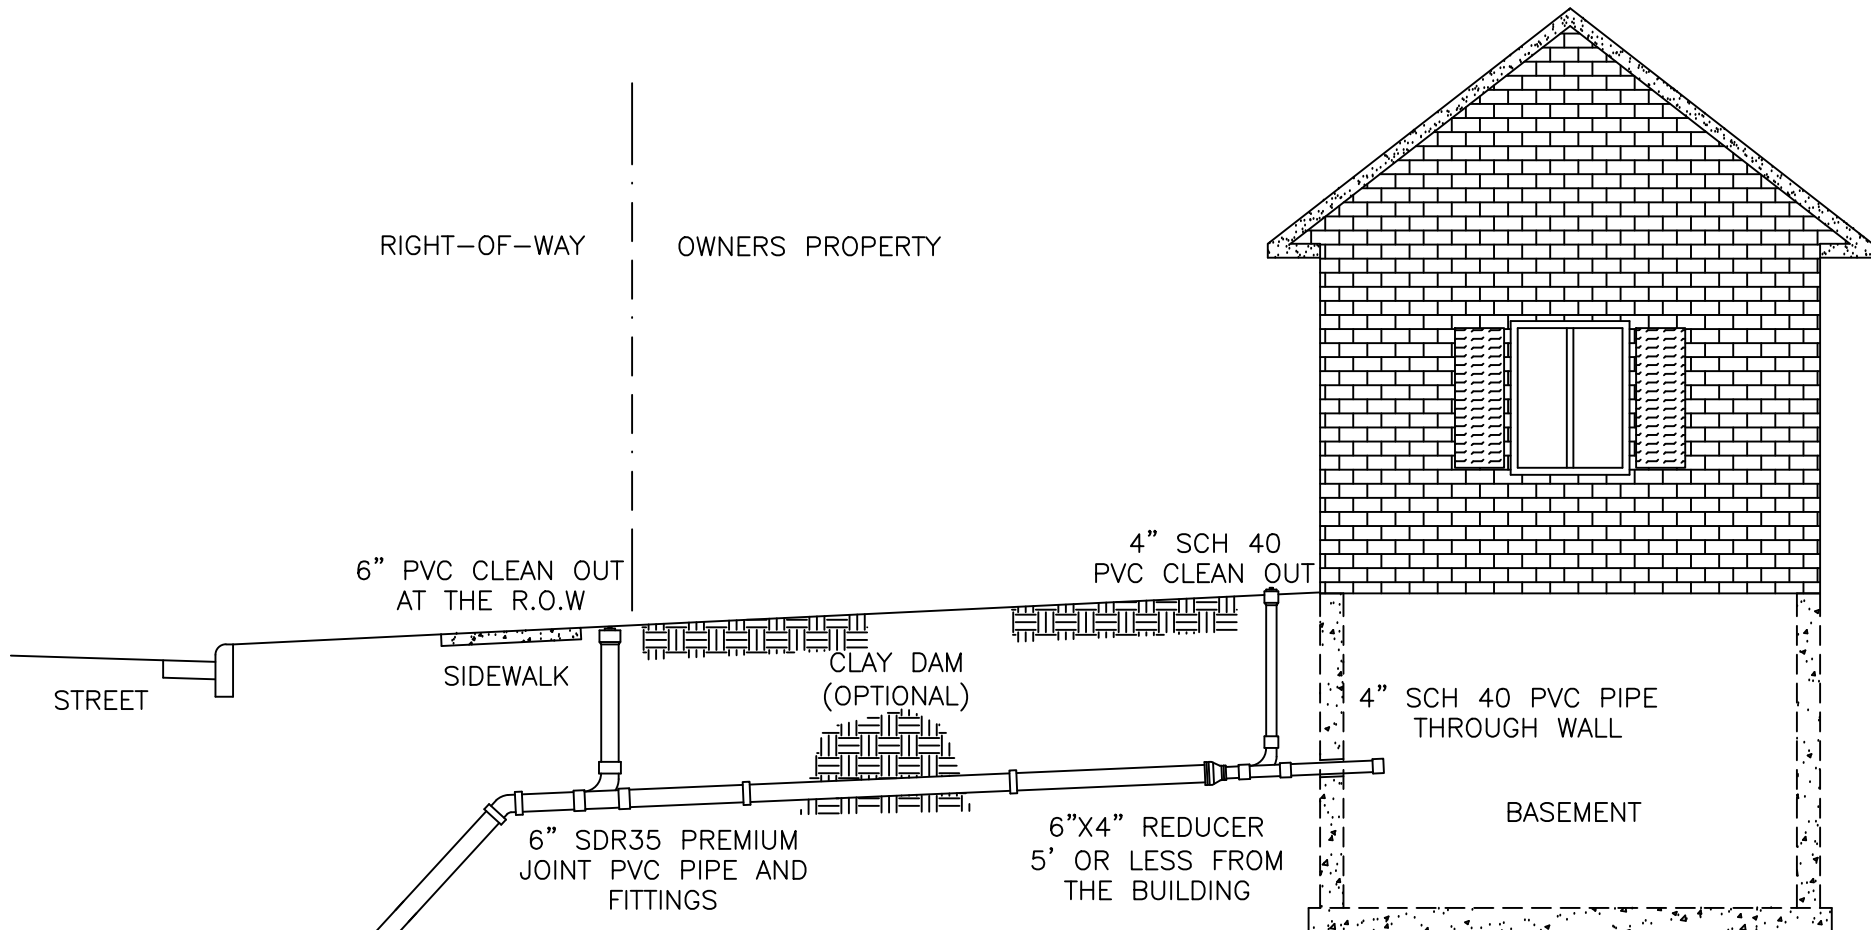 RIGHT-OF-WAY
OWNERS PROPERTY
6” PVC CLEAN OUT
AT THE R.O.W
4” SCH 40
PVC CLEAN OUT
STREET
SIDEWALK
CLAY DAM
(OPTIONAL)
4” SCH 40 PVC PIPE
THROUGH WALL
6” SDR35 PREMIUM
JOINT PVC PIPE AND
FITTINGS
6”X4” REDUCER
5’ OR LESS FROM
THE BUILDING
BASEMENT